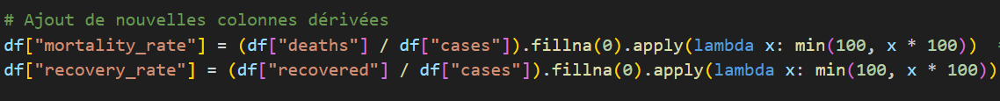 # Ajout de nouvelles colonnes dérivées
df["mortality_rate"] = (df["deaths"] / df["cases"]).fillna(0).apply(lambda x: min(100, x * 100))
df["recovery_rate"] = (df["recovered"] / df["cases"]).fillna(0).apply(lambda x: min(100, x * 100))